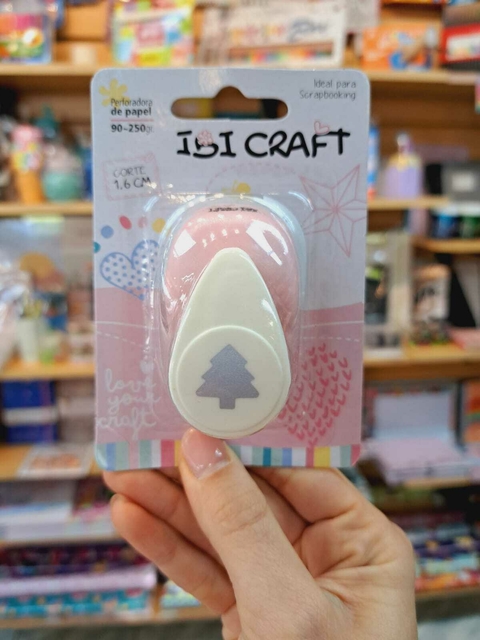 Perforadora
de papel
90-250gr.
Ideal para
Scrapbooking
IBI CRAFT
CORTE
1,6 CM
love
your
craft